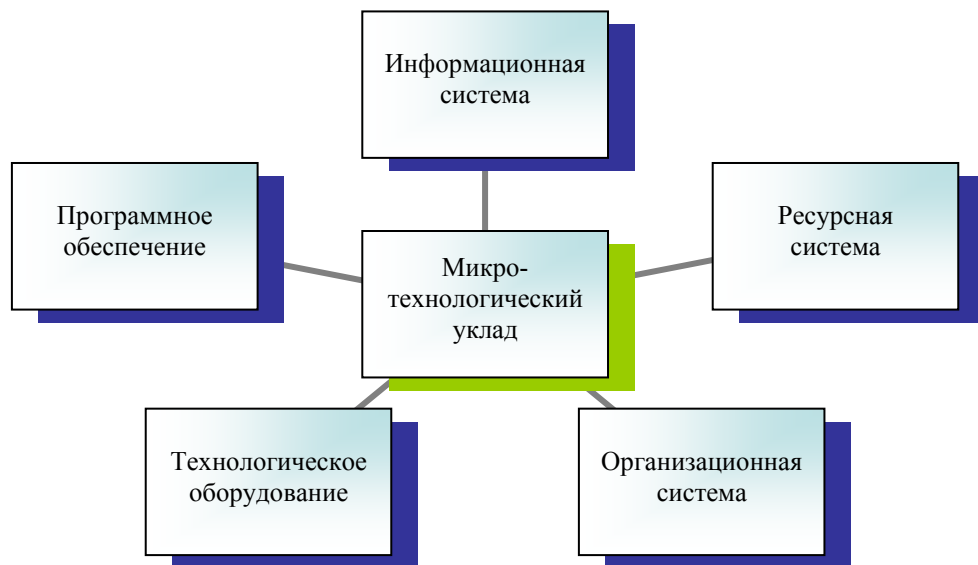 Информационная
система
Программное
обеспечение
Ресурсная
система
Микро-
технологический
уклад
Технологическое
оборудование
Организационная
система